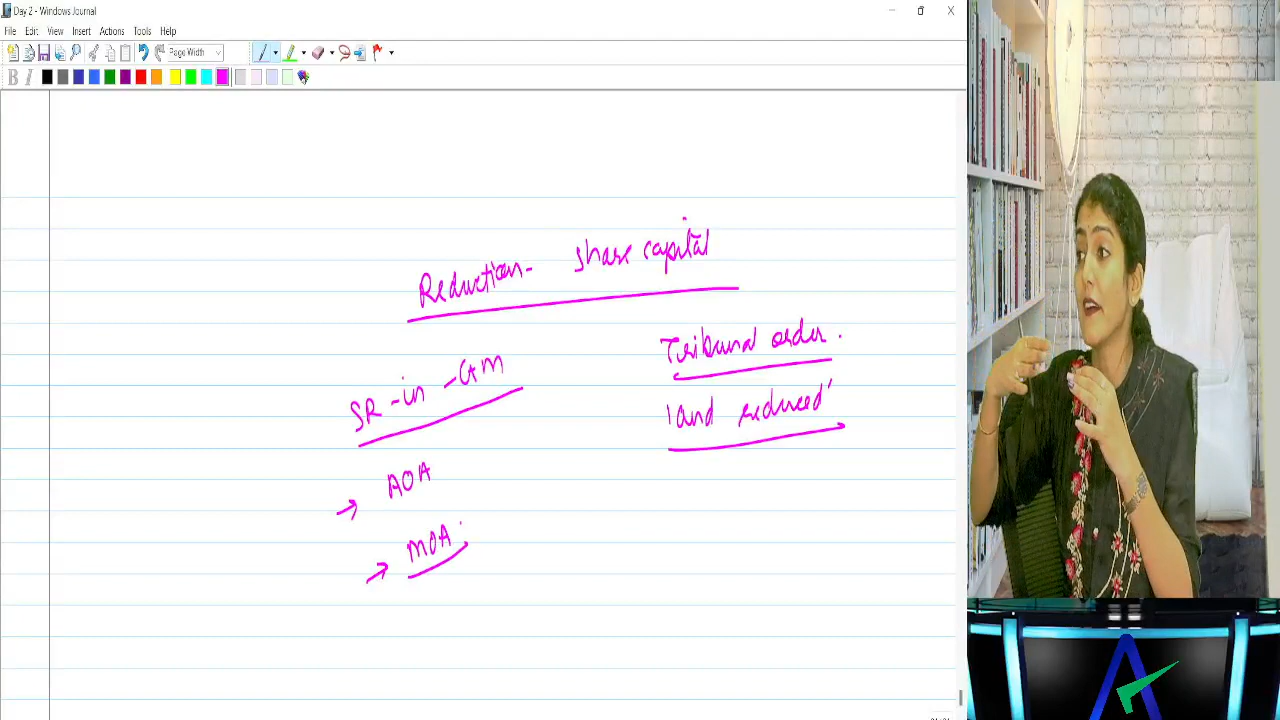 Day 2 - Windows Journal
File Edit View Insert Actions Tools Help
Page Width
B I
Reduction - share capital
Tribunal order.
SR - in - GM
'and reduced'
→ AOA
→ MOA